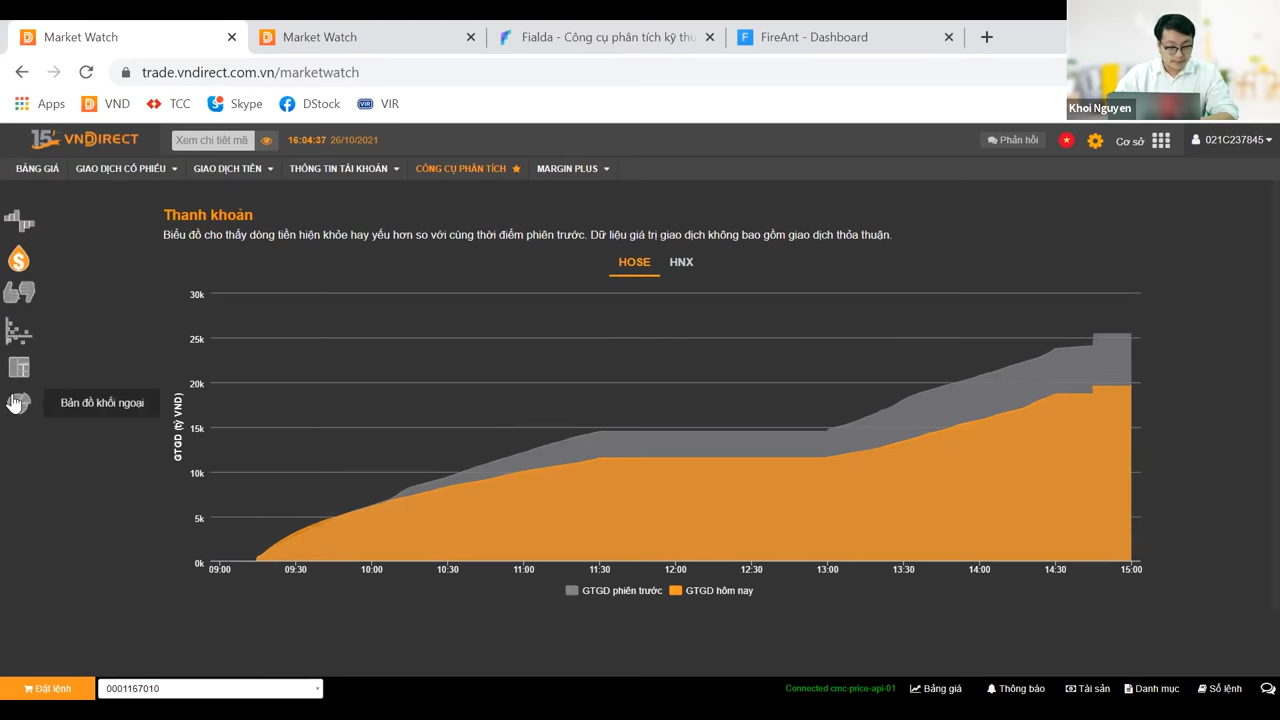 Market Watch
Market Watch
Fialda - Công cụ phân tích kỹ thu
FireAnt - Dashboard
trade.vndirect.com.vn/marketwatch
Apps
VND
TCC
Skype
DStock
VIR
Khoi Nguyen
15 VNDIRECT
Xem chi tiết mã
16:04:37 26/10/2021
Phản hồi
Cơ sở
021C237845
BẢNG GIÁ
GIAO DỊCH CỔ PHIẾU
GIAO DỊCH TIỀN
THÔNG TIN TÀI KHOẢN
CÔNG CỤ PHÂN TÍCH
MARGIN PLUS
Thanh khoản
Biểu đồ cho thấy dòng tiền hiện khỏe hay yếu hơn so với cùng thời điểm phiên trước. Dữ liệu giá trị giao dịch không bao gồm giao dịch thỏa thuận.
HOSE HNX
30k
25k
20k
15k
10k
5k
0k
GTGD (tỷ VND)
Bản đồ khối ngoại
09:00 09:30 10:00 10:30 11:00 11:30 12:00 12:30 13:00 13:30 14:00 14:30 15:00
GTGD phiên trước GTGD hôm nay
Đặt lệnh
0001167010
Connected cmc-price-api-01
Bảng giá
Thông báo
Tài sản
Danh mục
Sổ lệnh